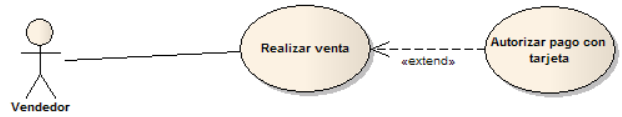 Realizar venta
«extend»
Autorizar pago con
tarjeta
Vendedor